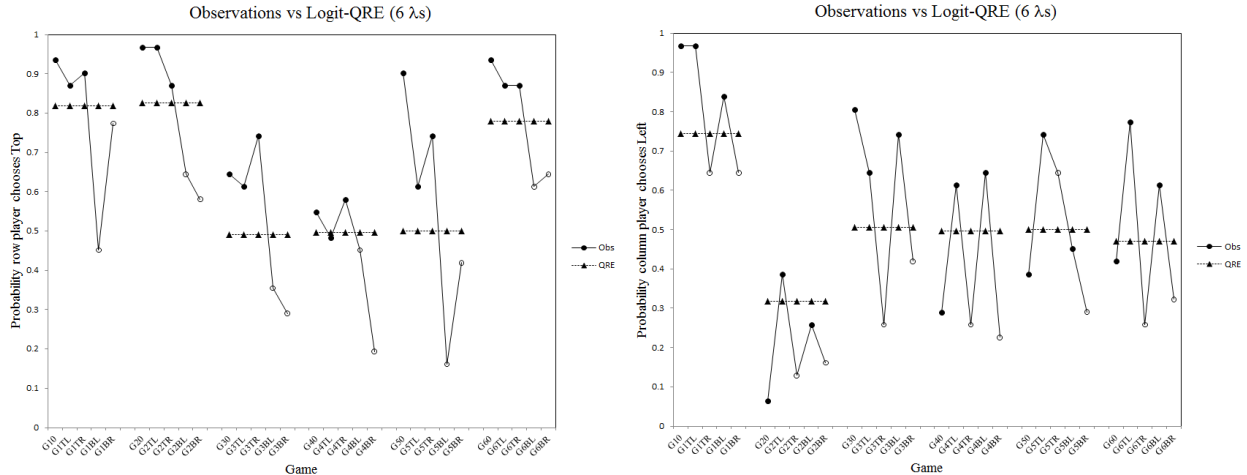 Observations vs Logit-QRE (6 λs)
Probability row player chooses Top
1
0.9
0.8
0.7
0.6
0.5
0.4
0.3
0.2
0.1
0
G10 G1TL G1TR G1BL G1BR G20 G2TL G2TR G2BL G2BR G30 G3TL G3TR G3BL G3BR G40 G4TL G4TR G4BL G4BR G50 G5TL G5TR G5BL G5BR G60 G6TL G6TR G6BL G6BR
Game
Obs
QRE
Observations vs Logit-QRE (6 λs)
Probability column player chooses Left
1
0.9
0.8
0.7
0.6
0.5
0.4
0.3
0.2
0.1
0
G10 G1TL G1TR G1BL G1BR G20 G2TL G2TR G2BL G2BR G30 G3TL G3TR G3BL G3BR G40 G4TL G4TR G4BL G4BR G50 G5TL G5TR G5BL G5BR G60 G6TL G6TR G6BL G6BR
Game
Obs
QRE